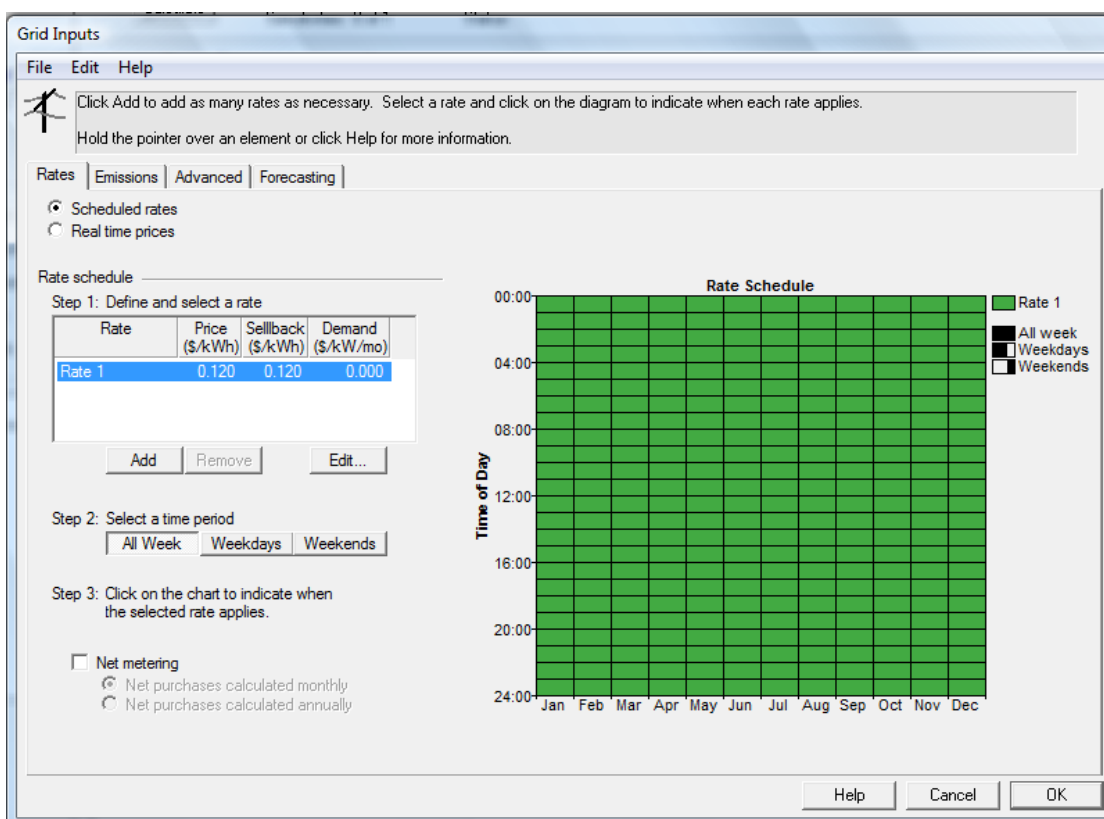 Grid Inputs
File Edit Help
Click Add to add as many rates as necessary. Select a rate and click on the diagram to indicate when each rate applies.
Hold the pointer over an element or click Help for more information.
Rates Emissions Advanced Forecasting
Scheduled rates
Real time prices
Rate schedule
Step 1: Define and select a rate
Rate Price Sellback Demand
($/kWh) ($/kWh) ($/kW/mo)
Rate 1 0.120 0.120 0.000
Add Remove Edit...
Step 2: Select a time period
All Week Weekdays Weekends
Step 3: Click on the chart to indicate when
the selected rate applies.
Net metering
Net purchases calculated monthly
Net purchases calculated annually
Rate Schedule
Time of Day
00:00
04:00
08:00
12:00
16:00
20:00
24:00
Jan Feb Mar Apr May Jun Jul Aug Sep Oct Nov Dec
Rate 1
All week
Weekdays
Weekends
Help Cancel OK